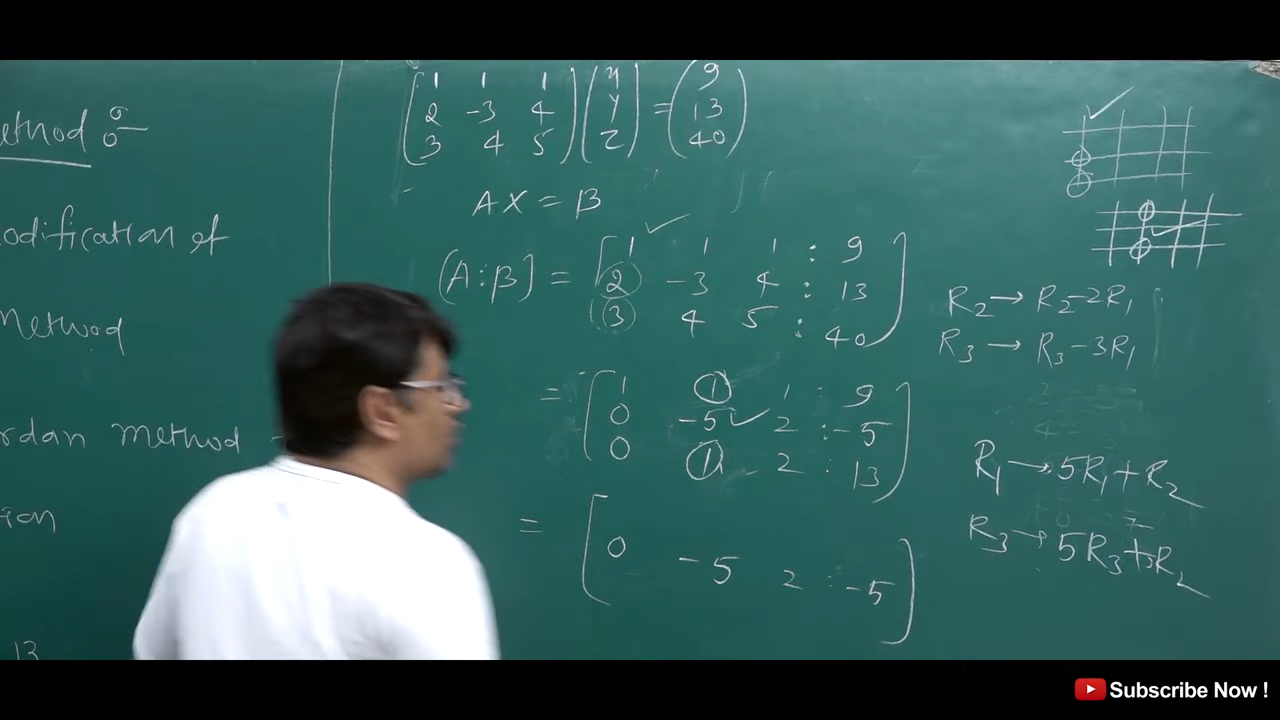 ethod :-
odification of
Method
rdan method -
ion
13
[1 1 1] [x] = [9]
[2 -3 4] [y] [13]
[3 4 5] [z] [40]
AX = B
[A:B] = [1 1 1 : 9]
[2 -3 4 : 13]
[3 4 5 : 40]
R2 → R2-2R1
R3 → R3-3R1
= [1 1 1 : 9]
[0 -5 2 : -5]
[0 1 2 : 13]
R1 → 5R1+R2
R3 → 5R3+R2
= [
0 -5 2 : -5
]
Subscribe Now !